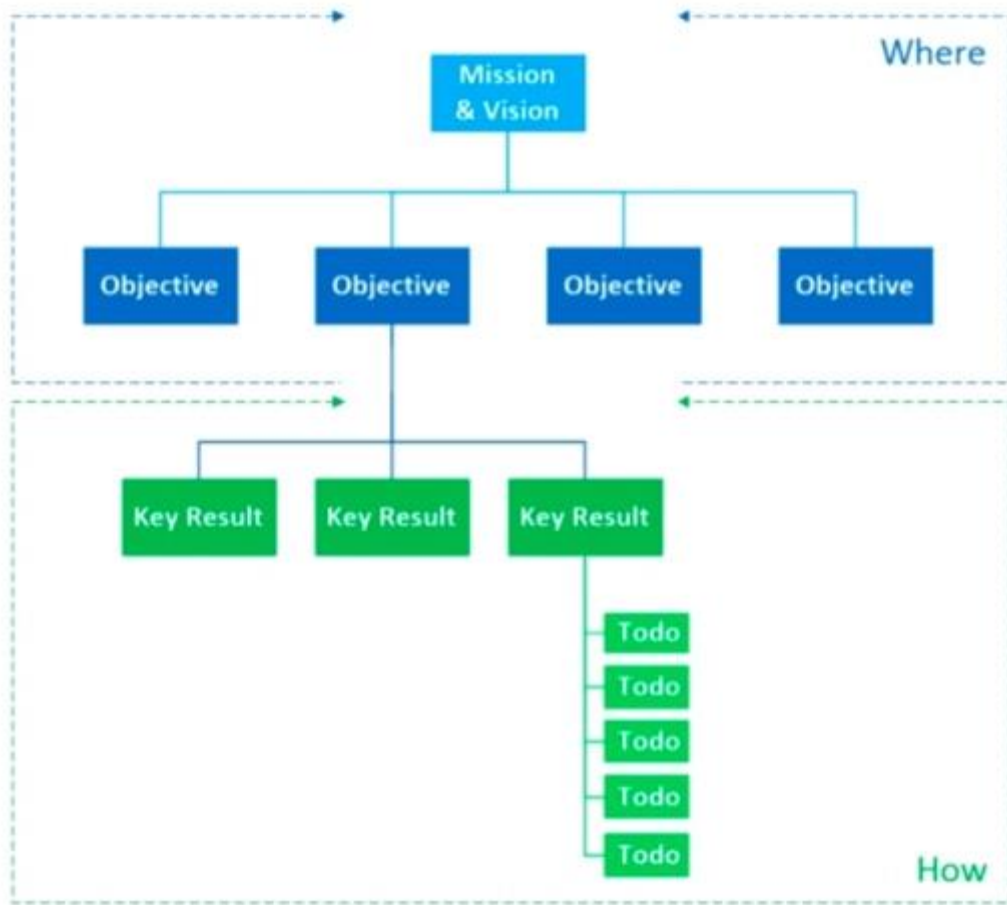 Where
Mission
& Vision
Objective
Objective
Objective
Objective
Key Result
Key Result
Key Result
Todo
Todo
Todo
Todo
Todo
How